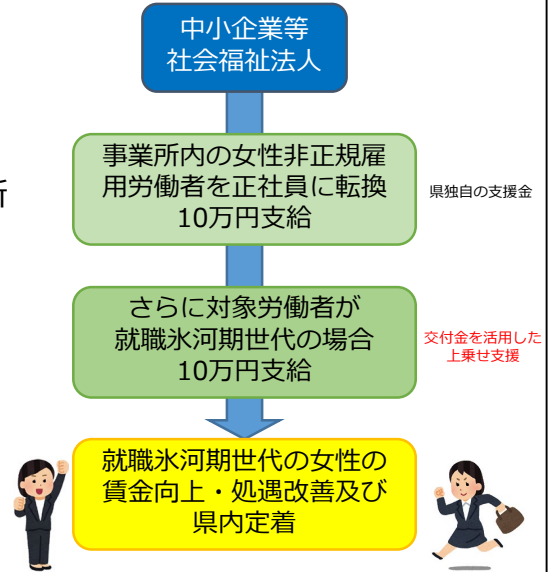 中小企業等
社会福祉法人
事業所内の女性非正規雇
用労働者を正社員に転換
10万円支給
県独自の支援金
さらに対象労働者が
就職氷河期世代の場合
10万円支給
交付金を活用した
上乗せ支援
就職氷河期世代の女性の
賃金向上・処遇改善及び
県内定着